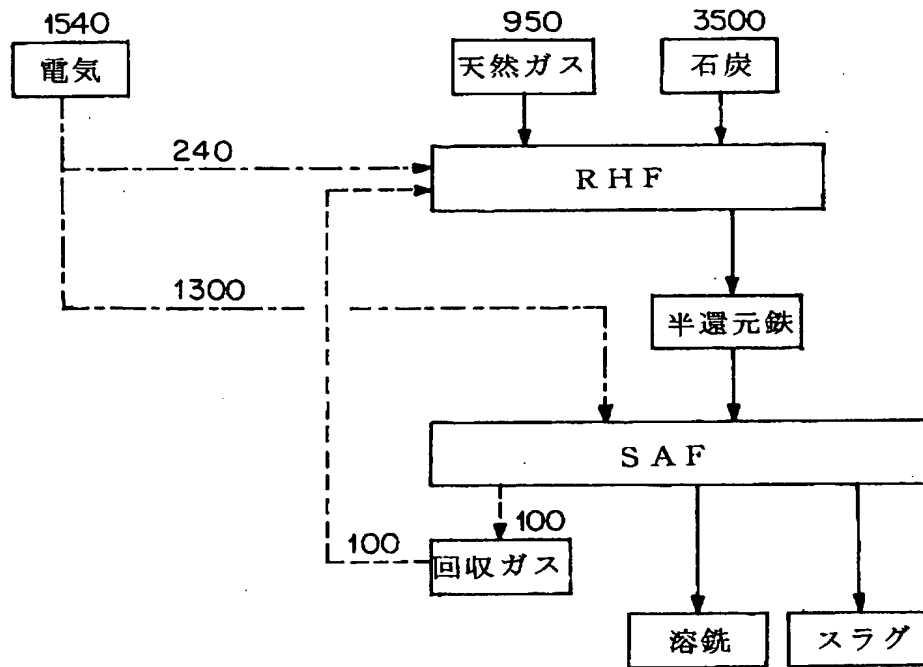 1540
950
3500
電気
天然ガス
石炭
240
RHF
1300
半還元鉄
SAF
100
100
回収ガス
溶銑
スラグ